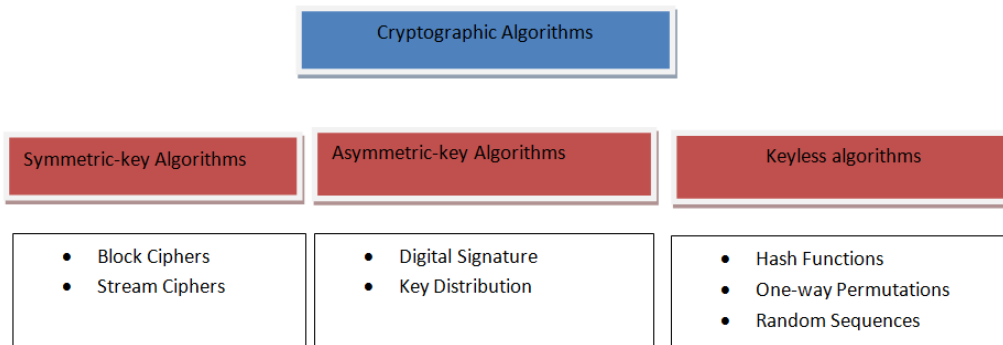 Cryptographic Algorithms
Symmetric-key Algorithms
Asymmetric-key Algorithms
Keyless algorithms
• Block Ciphers
• Stream Ciphers
• Digital Signature
• Key Distribution
• Hash Functions
• One-way Permutations
• Random Sequences